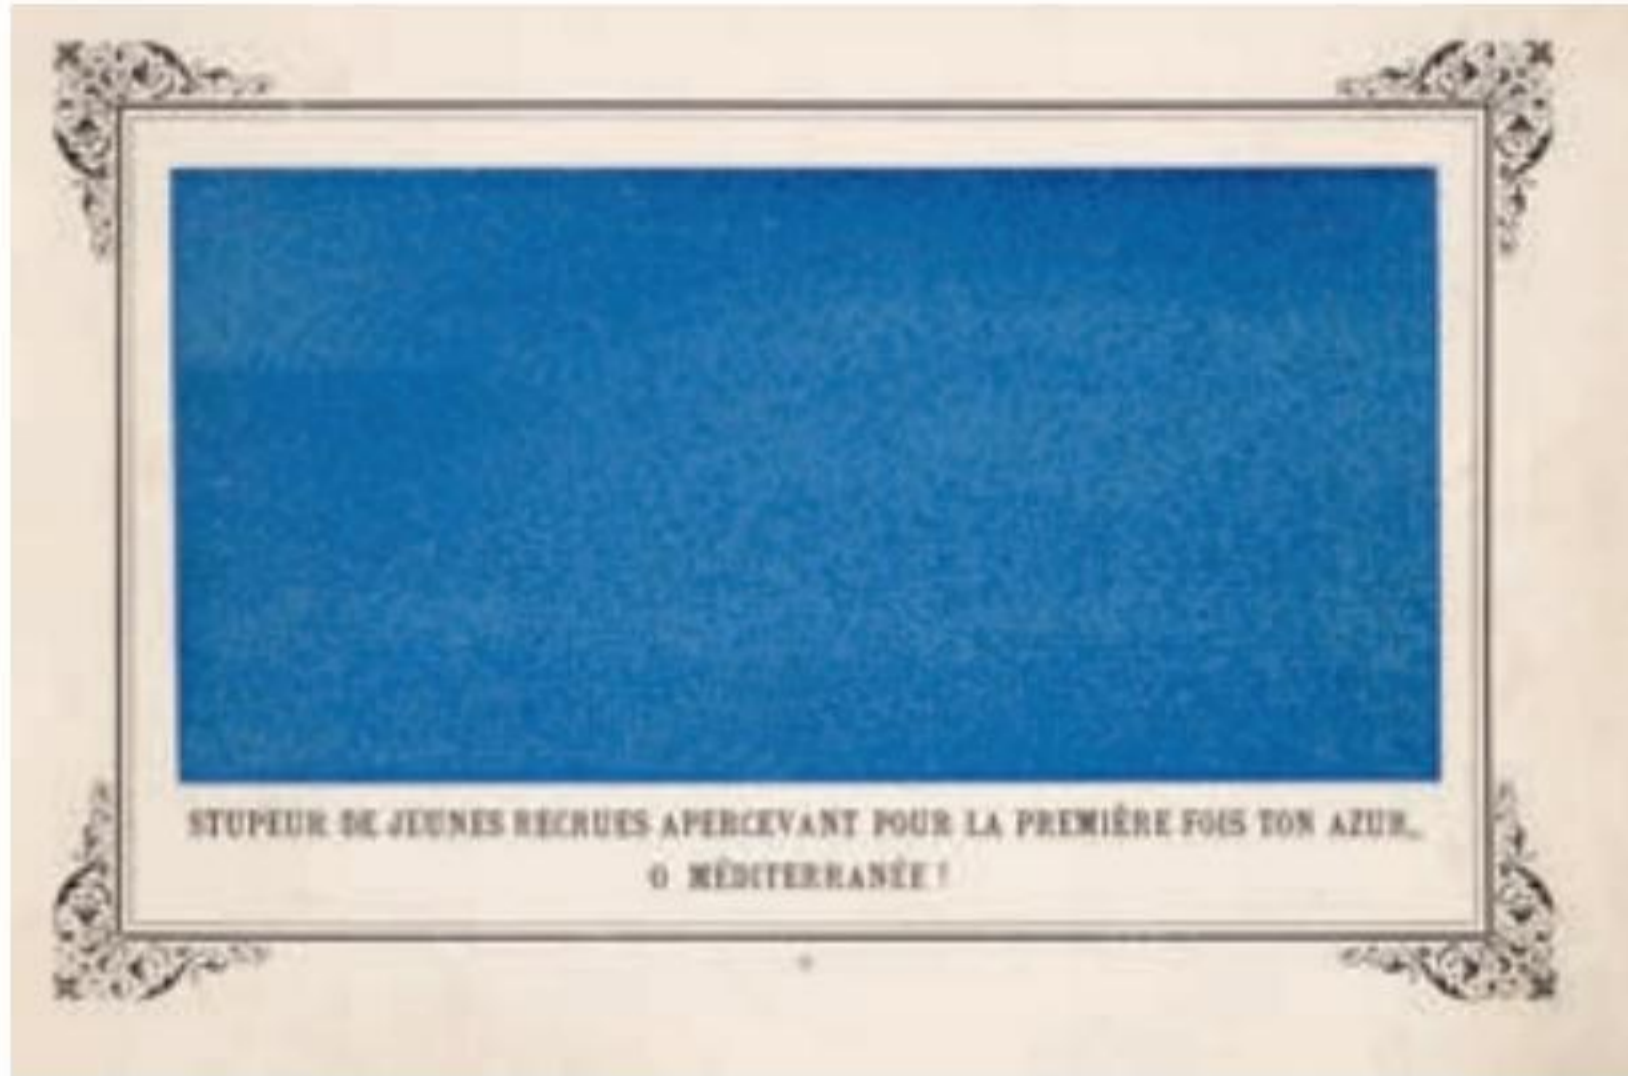 STUPEUR DE JEUNES RECRUES APERCEVANT POUR LA PREMIÈRE FOIS TON AZUR,
O MÉDITERRANÉE !